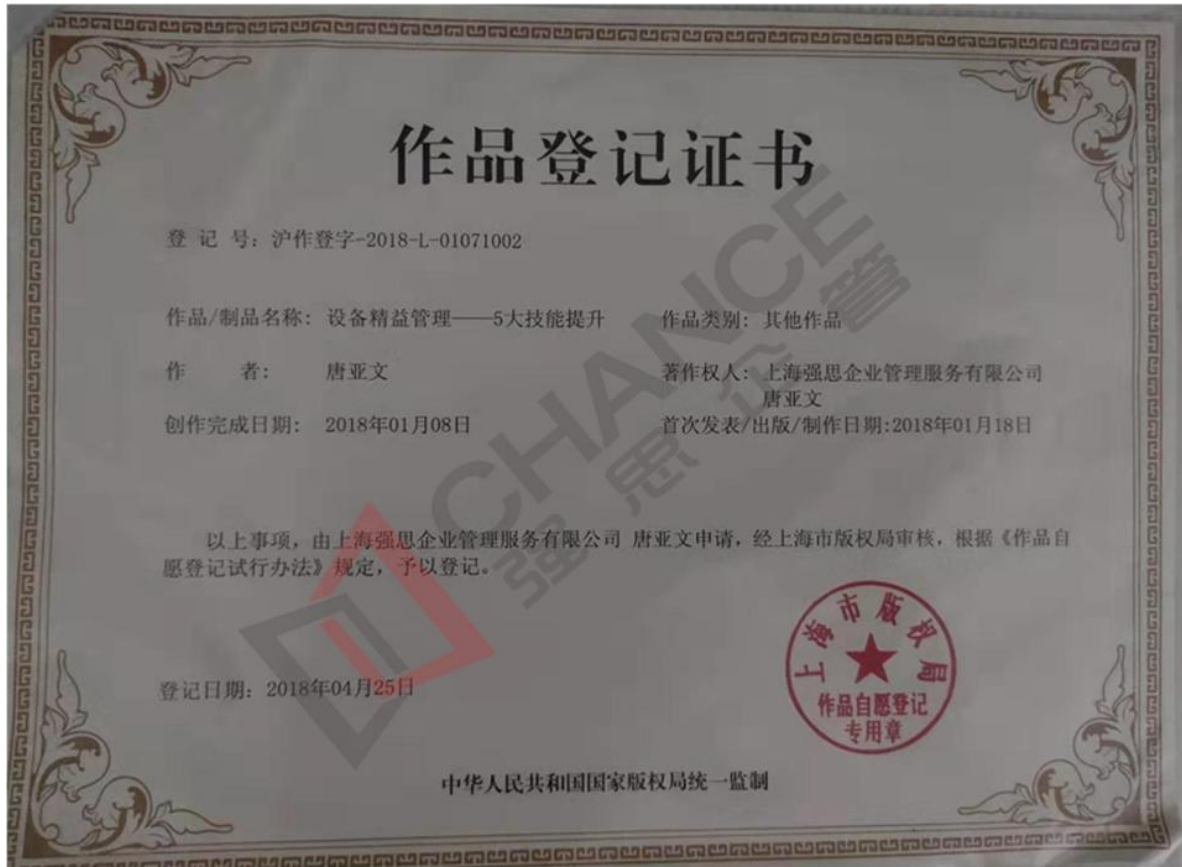 作品登记证书
登 记 号：沪作登字-2018-L-01071002
作品/制品名称：设备精益管理——5大技能提升
作品类别：其他作品
作 者：唐亚文
著作权人：上海强思企业管理服务有限公司
唐亚文
创作完成日期：2018年01月08日
首次发表/出版/制作日期:2018年01月18日
以上事项，由上海强思企业管理服务有限公司 唐亚文申请，经上海市版权局审核，根据《作品自
愿登记试行办法》规定，予以登记。
登记日期：2018年04月25日
上海市版权局
作品自愿登记
专用章
中华人民共和国国家版权局统一监制
CHANCE
强思企管